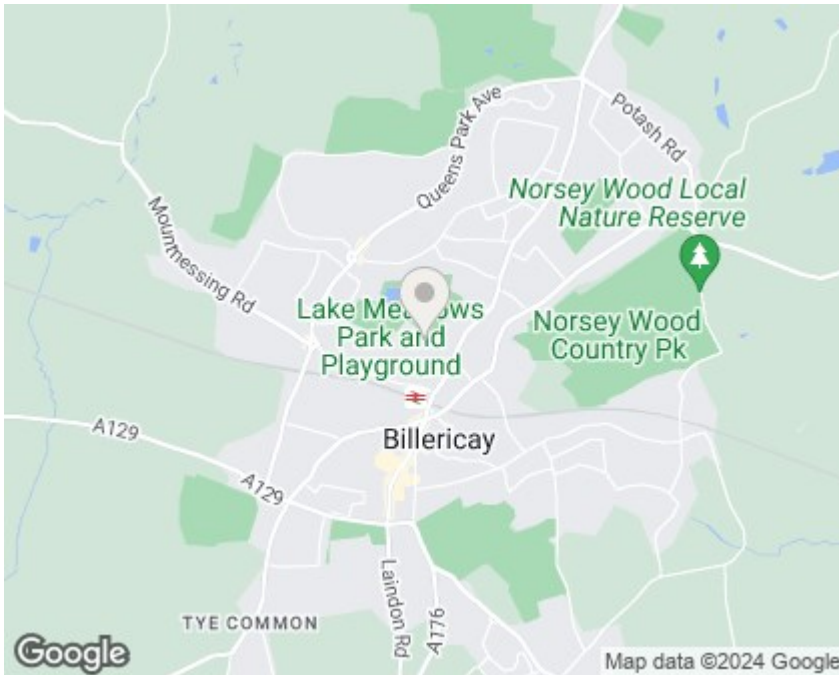 Queens Park Ave
Potash Rd
Norsey Wood Local
Nature Reserve
Mountnessing Rd
Lake Meadows
Park and
Playground
Norsey Wood
Country Pk
A129
Billericay
A129
Laindon Rd
A176
TYE COMMON
Google
Map data ©2024 Google